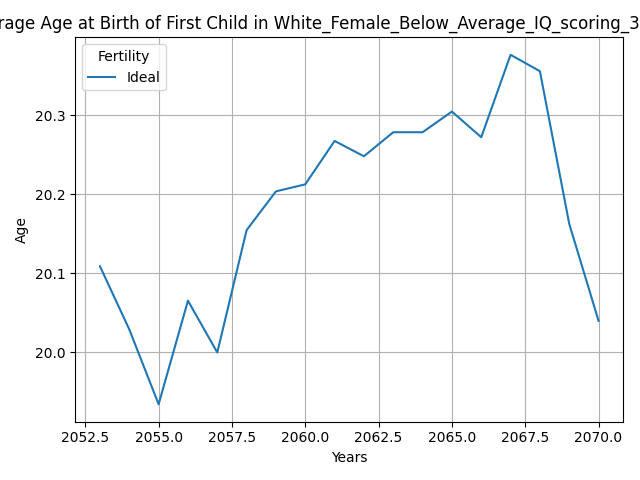 Age at Birth of First Child in White_Female_Below_Average_IQ_scoring_3
Fertility
Ideal
20.3
20.2
20.1
20.0
Age
2052.5 2055.0 2057.5 2060.0 2062.5 2065.0 2067.5 2070.0
Years